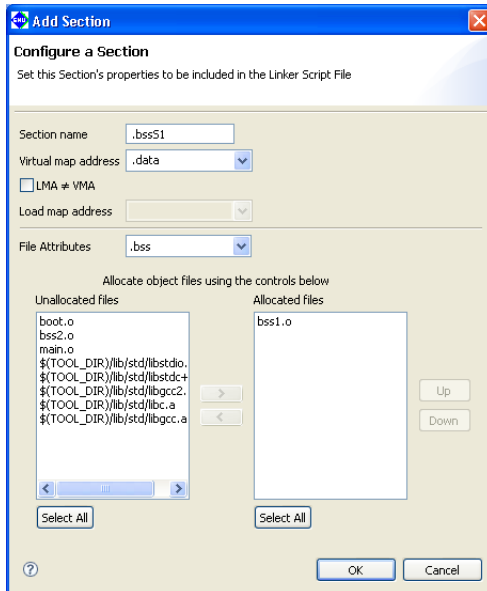 Add Section
Configure a Section
Set this Section's properties to be included in the Linker Script File
Section name .bssS1
Virtual map address .data
LMA ≠ VMA
Load map address
File Attributes .bss
Allocate object files using the controls below
Unallocated files
boot.o
bss2.o
main.o
$(TOOL_DIR)/lib/std/libstdio.
$(TOOL_DIR)/lib/std/libstdc+
$(TOOL_DIR)/lib/std/libgcc2.
$(TOOL_DIR)/lib/std/libc.a
$(TOOL_DIR)/lib/std/libgcc.a
Select All
>
<
Allocated files
bss1.o
Select All
Up
Down
?
OK Cancel